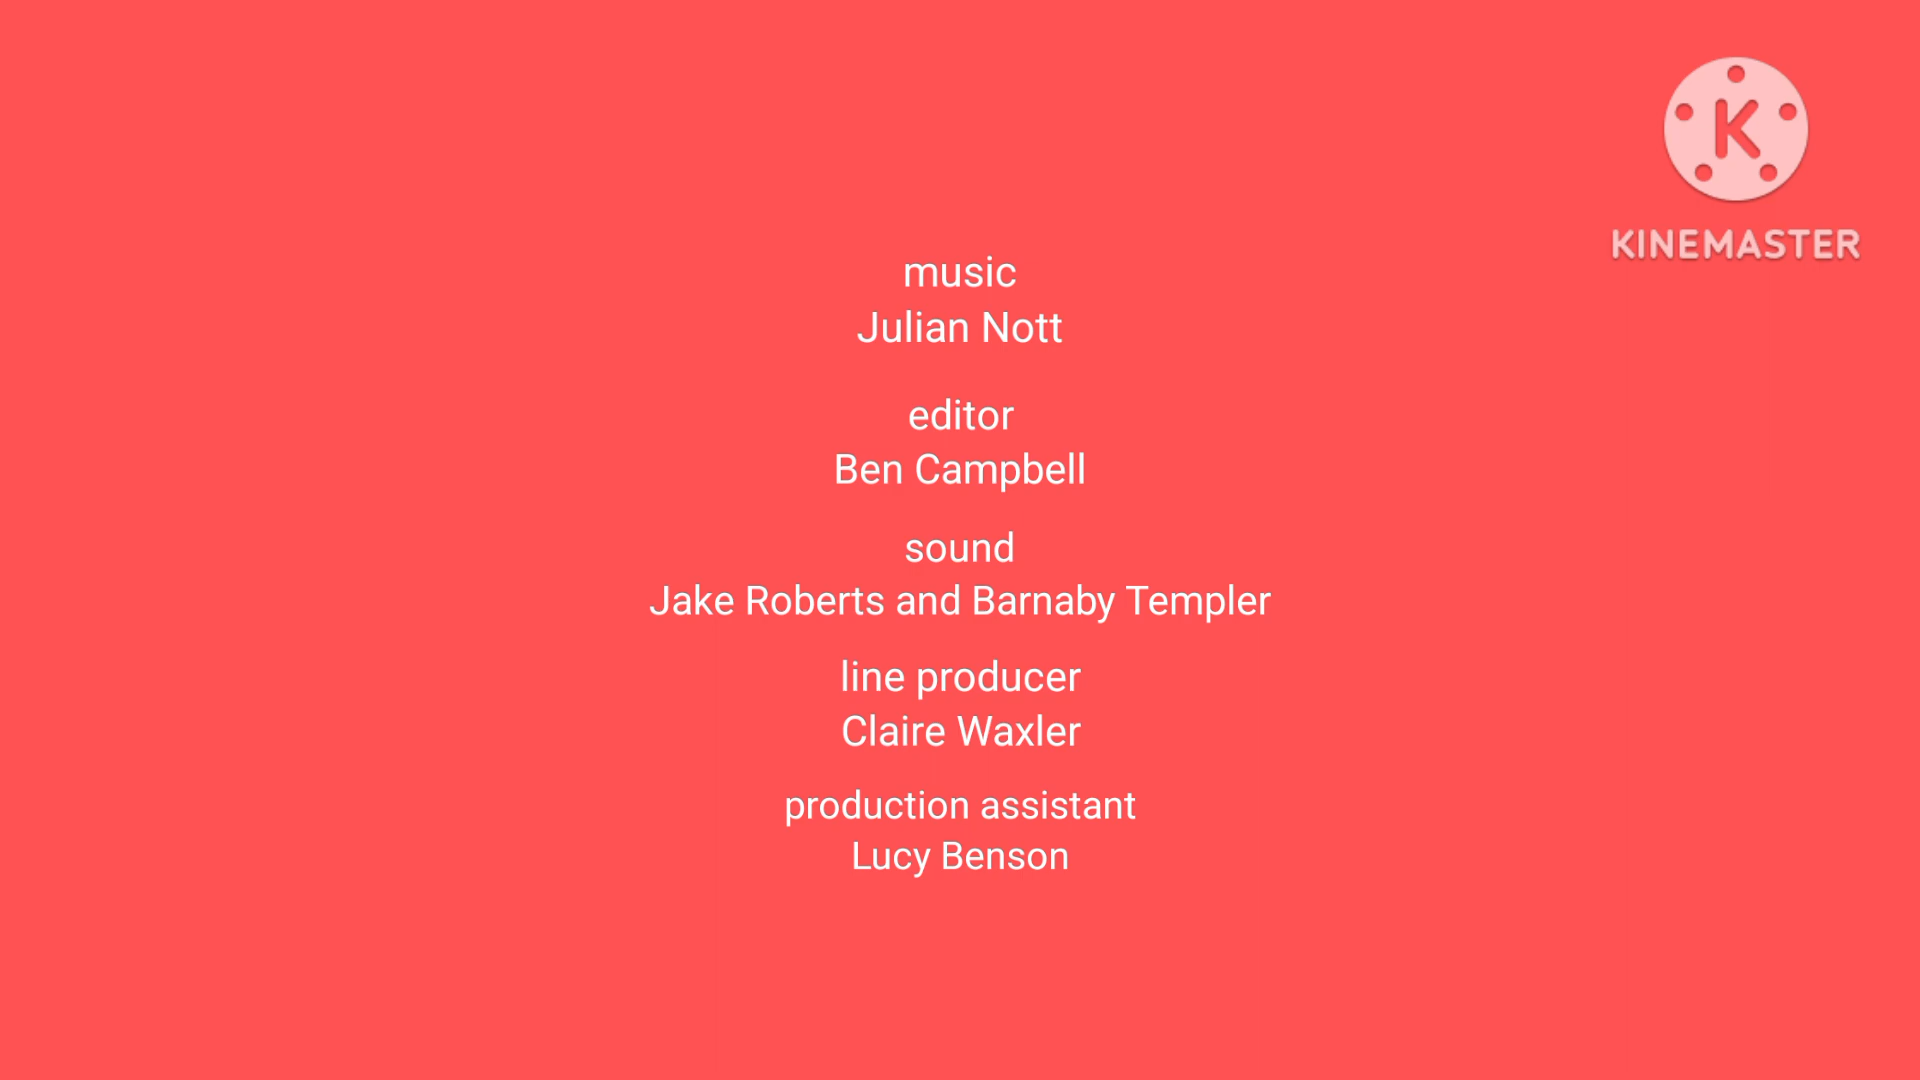 KINEMASTER
music
Julian Nott
editor
Ben Campbell
sound
Jake Roberts and Barnaby Templer
line producer
Claire Waxler
production assistant
Lucy Benson